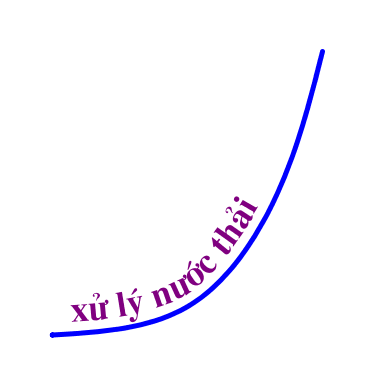 xử lý nước thải